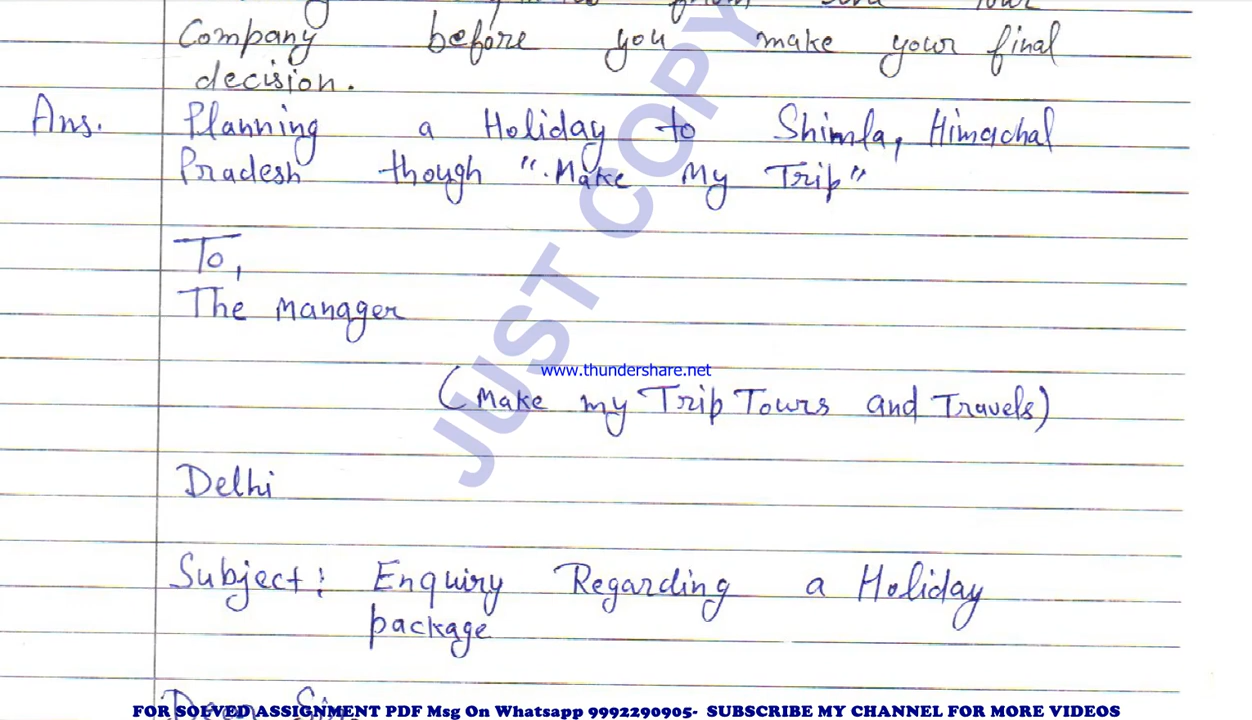 Company before you make your final
decision.
Ans. Planning a Holiday to Shimla, Himachal
Pradesh though "Make My Trip"
To,
The manager
www.thundershare.net
(Make my Trip Tours and Travels)
Delhi
Subject: Enquiry Regarding a Holiday
package
JUST COPY
FOR SOLVED ASSIGNMENT PDF Msg On Whatsapp 9992290905- SUBSCRIBE MY CHANNEL FOR MORE VIDEOS